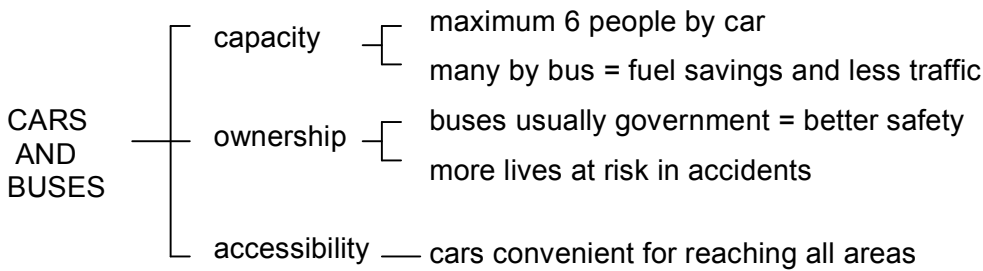 CARS
AND
BUSES
capacity
maximum 6 people by car
many by bus = fuel savings and less traffic
ownership
buses usually government = better safety
more lives at risk in accidents
accessibility
cars convenient for reaching all areas